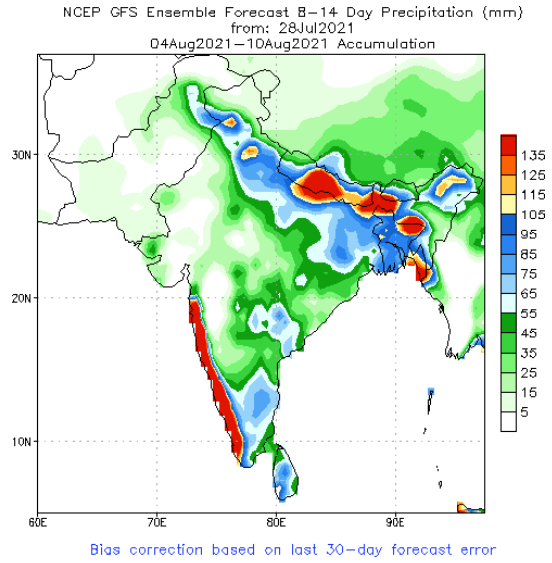 NCEP GFS Ensemble Forecast 8-14 Day Precipitation (mm)
from: 28Jul2021
04Aug2021-10Aug2021 Accumulation
30N
20N
10N
60E
70E
80E
90E
135
125
115
105
95
85
75
65
55
45
35
25
15
5
Bias correction based on last 30-day forecast error